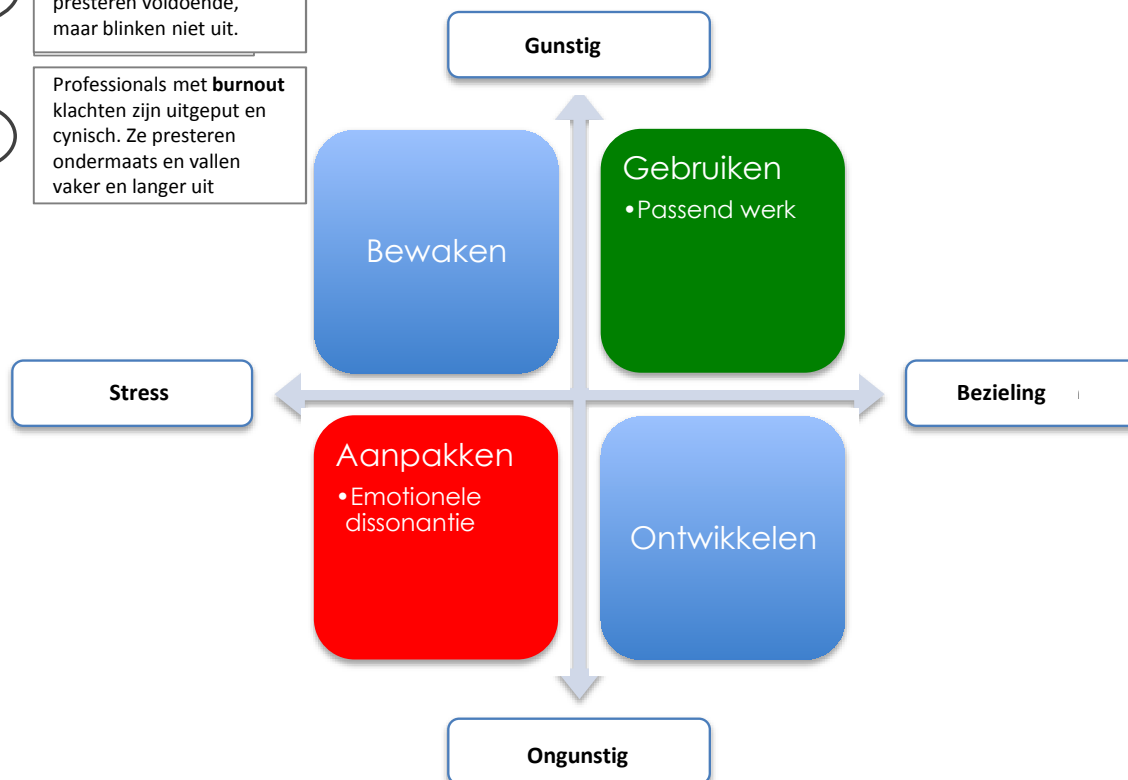 presteren voldoende,
maar blinken niet uit.
Professionals met burnout
klachten zijn uitgeput en
cynisch. Ze presteren
ondermaats en vallen
vaker en langer uit
Gunstig
Bewaken
Gebruiken
•Passend werk
Stress
Bezieling
Aanpakken
•Emotionele
dissonantie
Ontwikkelen
Ongunstig